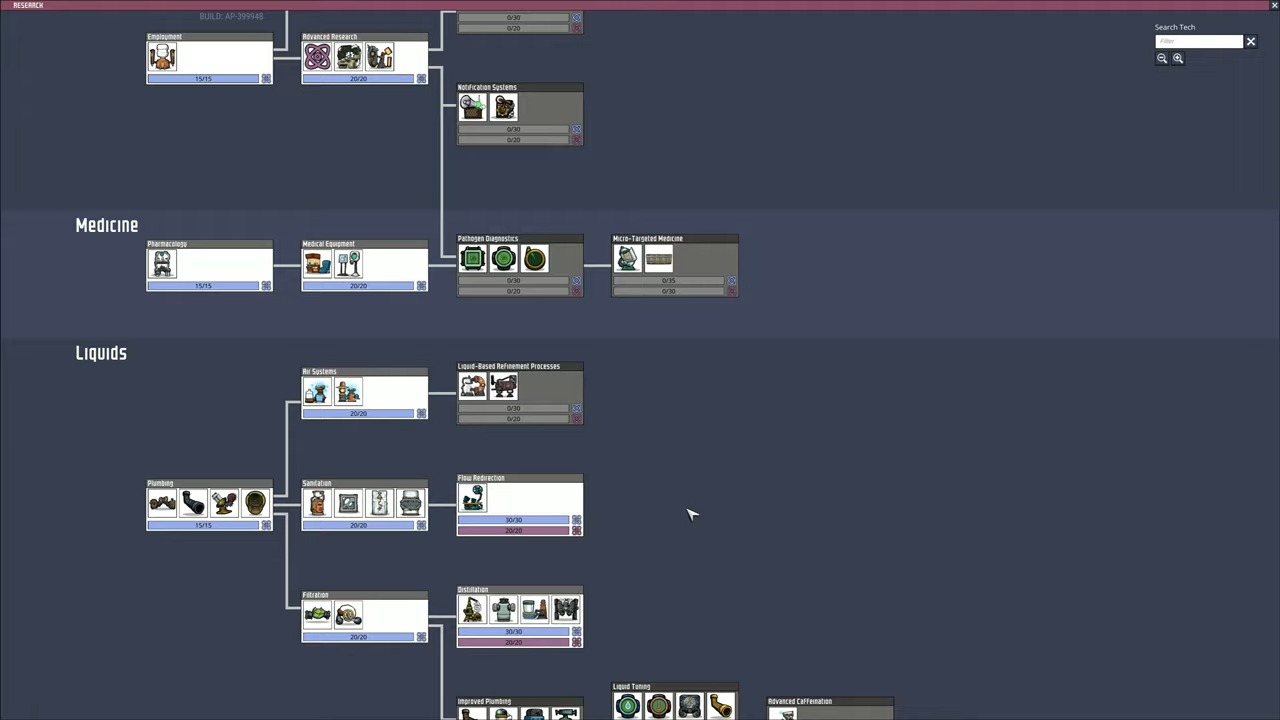 RESEARCH
BUILD: AP-399948
Search Tech
Filter
0/30
0/20
Employment
15/15
Advanced Research
20/20
Notification Systems
0/30
0/20
Medicine
Pharmacology
15/15
Medical Equipment
20/20
Pathogen Diagnostics
0/30
0/20
Micro-Targeted Medicine
0/35
0/30
Liquids
Air Systems
20/20
Liquid-Based Refinement Processes
0/30
0/20
Plumbing
15/15
Sanitation
20/20
Flow Redirection
30/30
20/20
Filtration
20/20
Distillation
30/30
20/20
Improved Plumbing
Liquid Tuning
Advanced Caffeination